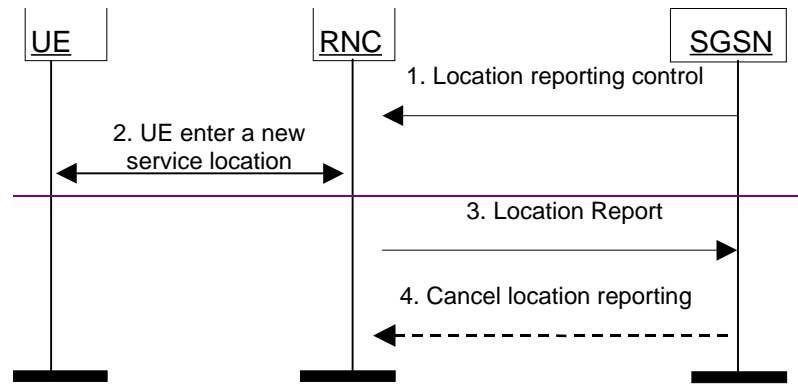 UE
RNC
SGSN
1. Location reporting control
2. UE enter a new
service location
3. Location Report
4. Cancel location reporting